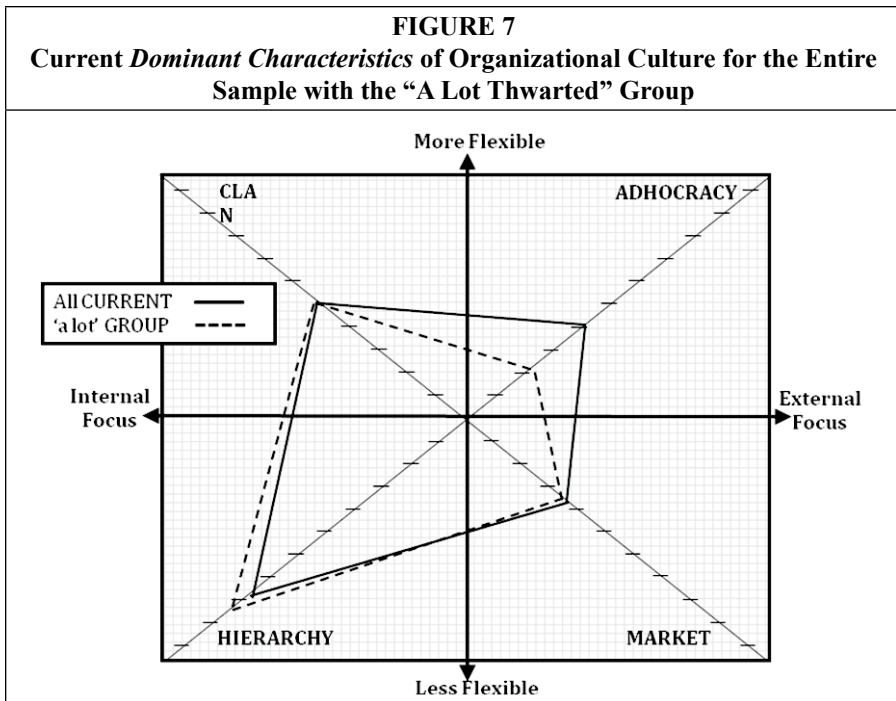 FIGURE 7
Current Dominant Characteristics of Organizational Culture for the Entire
Sample with the “A Lot Thwarted” Group
More Flexible
CLA
N
ADHOCRACY
All CURRENT
‘a lot’ GROUP
Internal
Focus
External
Focus
HIERARCHY
MARKET
Less Flexible